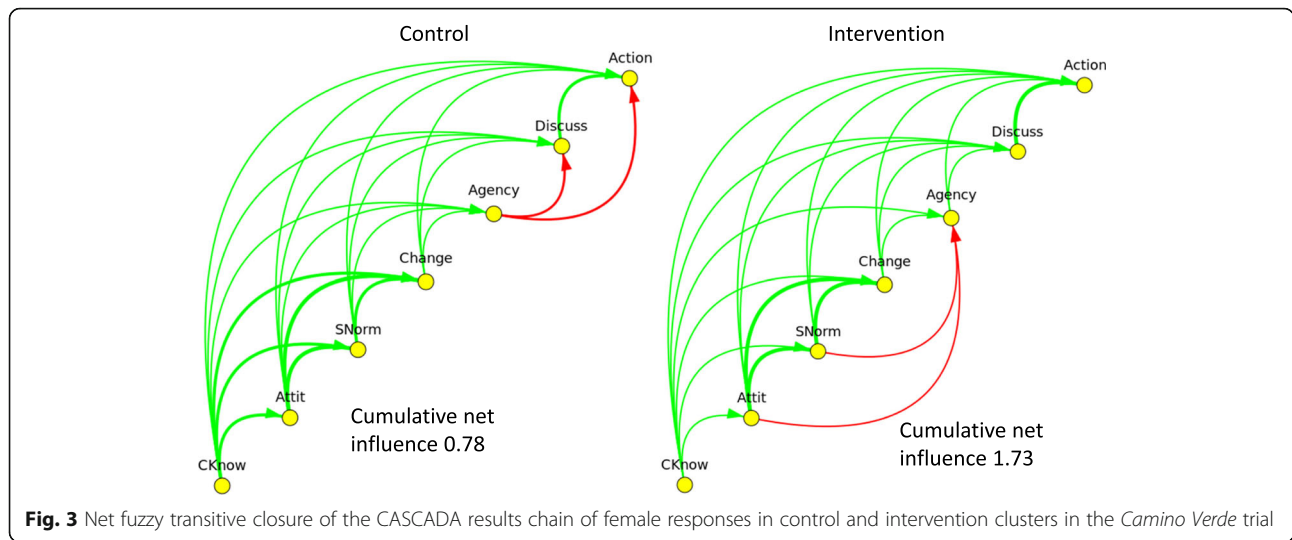 Control
Intervention
Action
Discuss
Agency
Change
SNorm
Attit
CKnow
Cumulative net
influence 0.78
Action
Discuss
Agency
Change
SNorm
Attit
CKnow
Cumulative net
influence 1.73
Fig. 3 Net fuzzy transitive closure of the CASCADA results chain of female responses in control and intervention clusters in the Camino Verde trial